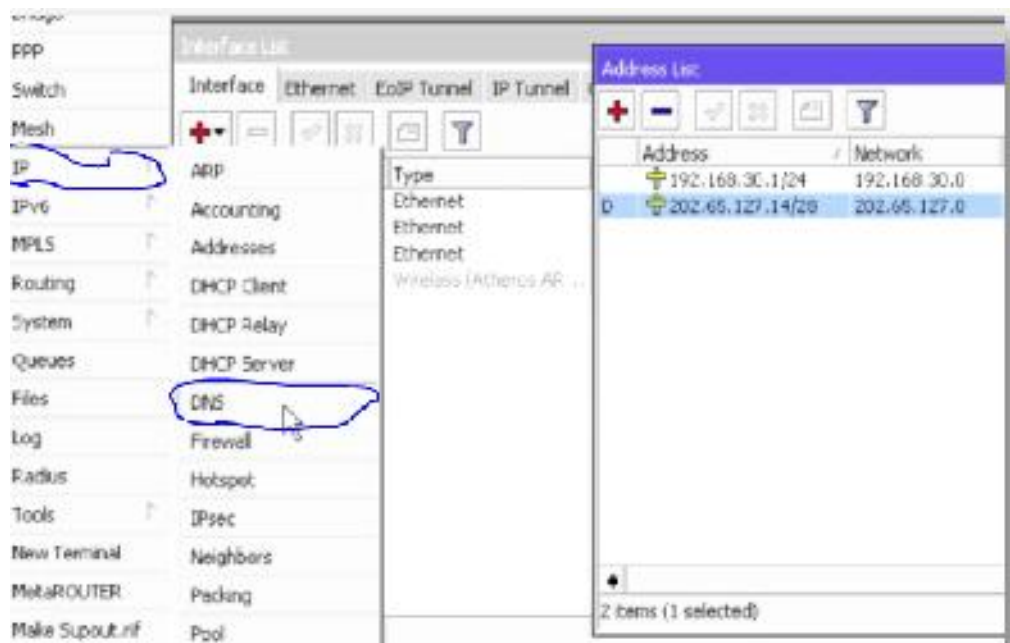 PPP
Switch
Mesh
IP
IPv6
MPLS
Routing
System
Queues
Files
Log
Radius
Tools
New Terminal
MetaROUTER
Make Supout.rif
Interface List
Interface Ethernet EoIP Tunnel IP Tunnel
ARP
Accounting
Addresses
DHCP Client
DHCP Relay
DHCP Server
DNS
Firewall
Hotspot
IPsec
Neighbors
Packing
Pool
Type
Ethernet
Ethernet
Ethernet
Wireless (Atheros AR ...
Address List
Address Network
192.168.30.1/24 192.168.30.0
D 202.65.127.14/28 202.65.127.0
2 items (1 selected)